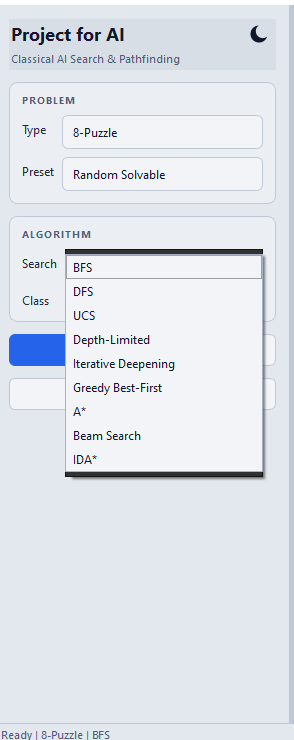 Project for AI
Classical AI Search & Pathfinding
PROBLEM
Type 8-Puzzle
Preset Random Solvable
ALGORITHM
Search
BFS
DFS
Class
UCS
Depth-Limited
Iterative Deepening
Greedy Best-First
A*
Beam Search
IDA*
Ready | 8-Puzzle | BFS